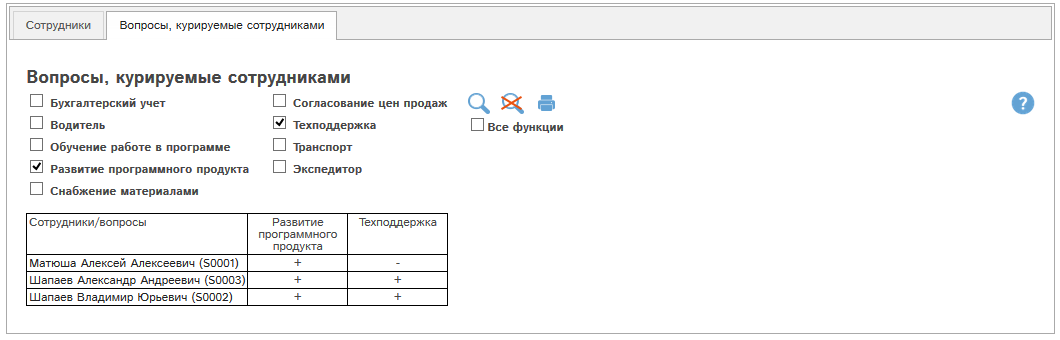 Сотрудники
Вопросы, курируемые сотрудниками
Вопросы, курируемые сотрудниками
Бухгалтерский учет
Согласование цен продаж
?
Водитель
Техподдержка
Все функции
Обучение работе в программе
Транспорт
Развитие программного продукта
Экспедитор
Снабжение материалами
Сотрудники/вопросы
Развитие
программного
продукта
Техподдержка
Матюша Алексей Алексеевич (S0001)
+
-
Шапаев Александр Андреевич (S0003)
+
+
Шапаев Владимир Юрьевич (S0002)
+
+